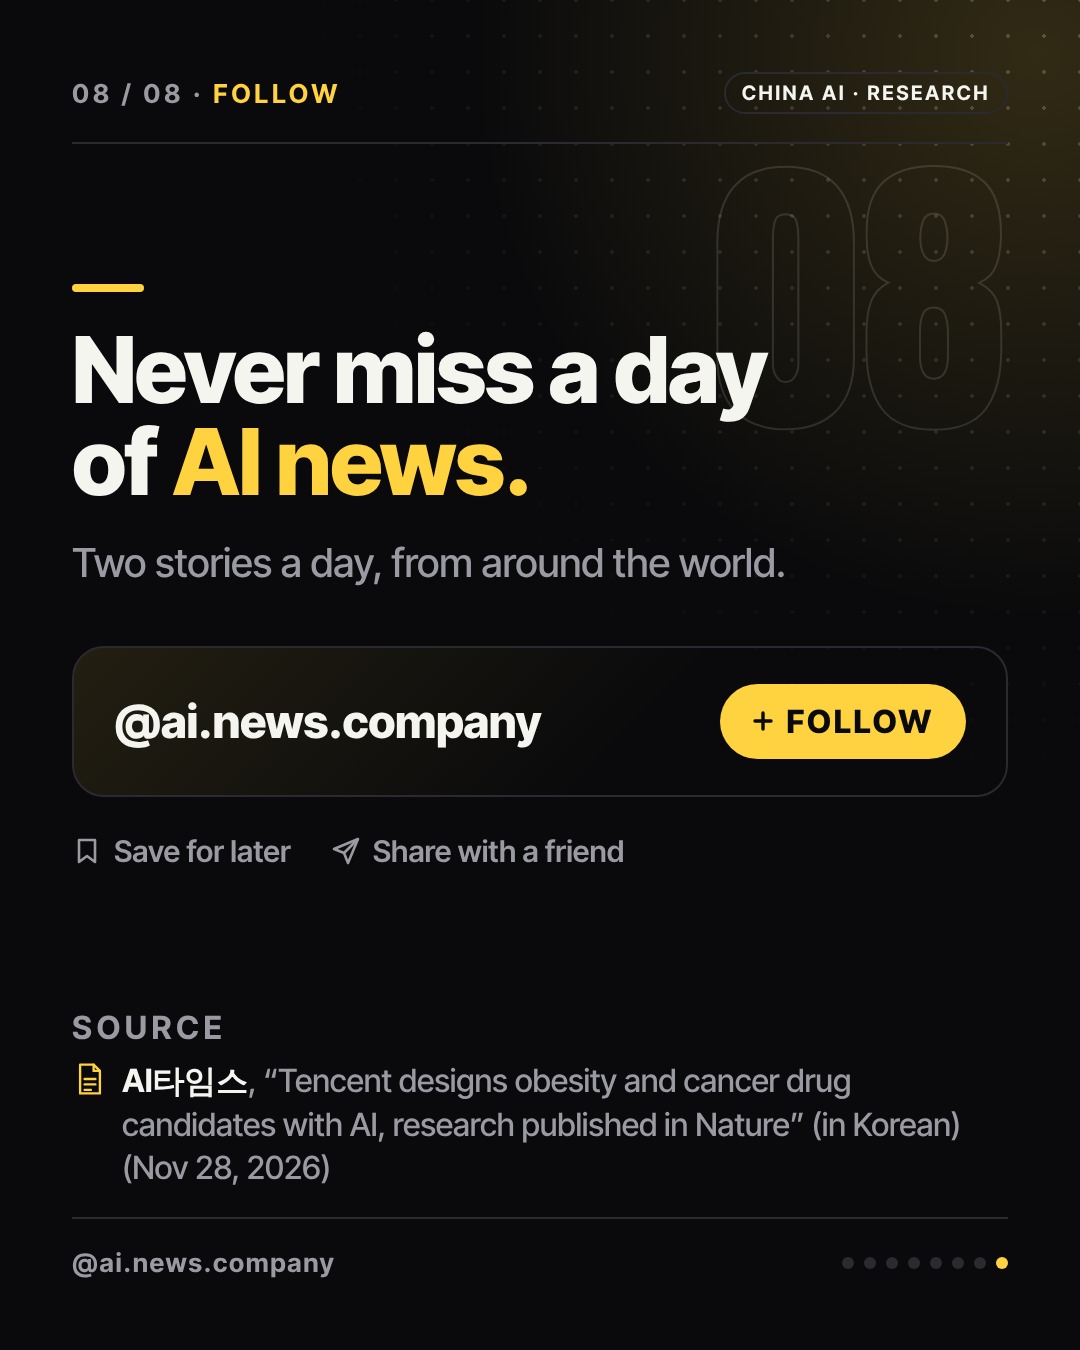 08 / 08 · FOLLOW
CHINA AI · RESEARCH
08
Never miss a day
of AI news.
Two stories a day, from around the world.
@ai.news.company
+ FOLLOW
Save for later
Share with a friend
SOURCE
AI타임스, “Tencent designs obesity and cancer drug
candidates with AI, research published in Nature” (in Korean)
(Nov 28, 2026)
@ai.news.company